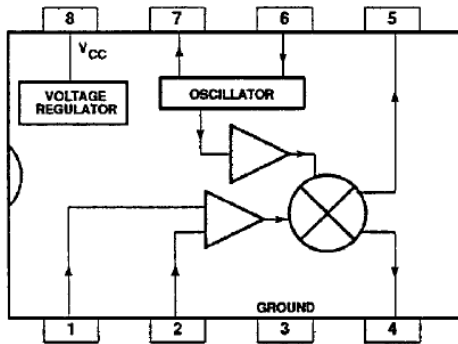 8 7 6 5
VCC
VOLTAGE
REGULATOR
OSCILLATOR
GROUND
1 2 3 4